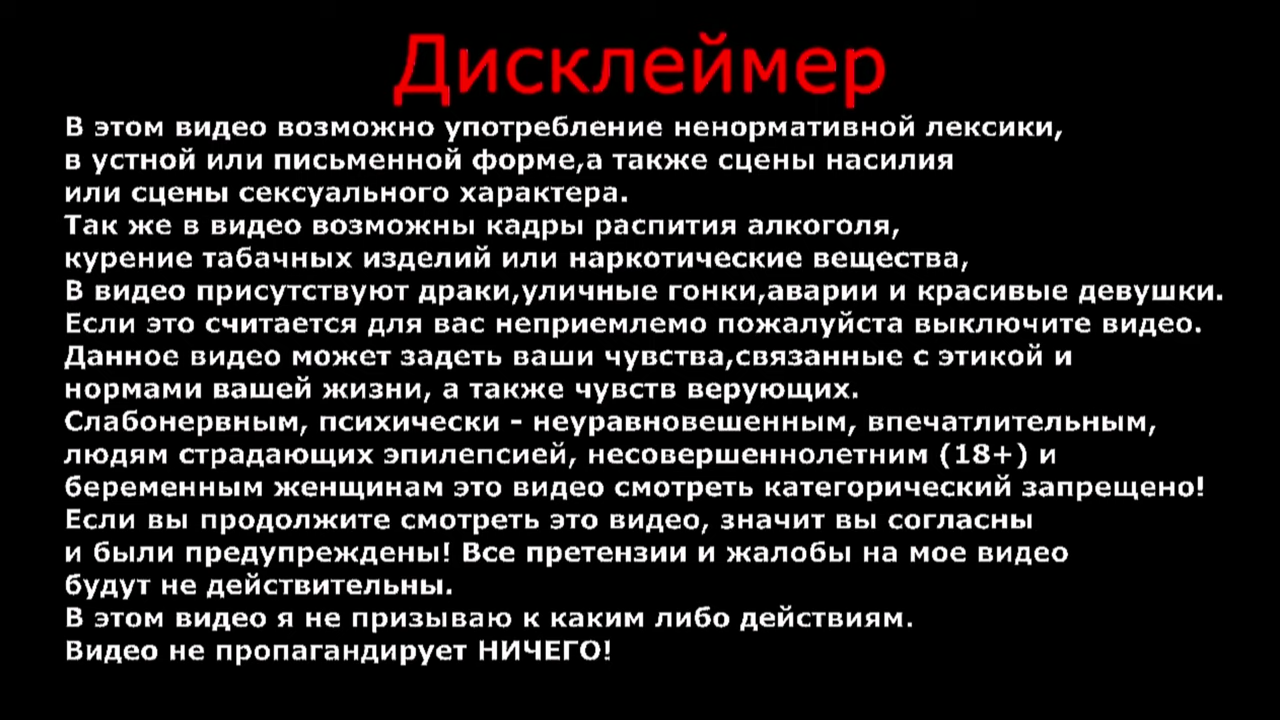 Дисклеймер
В этом видео возможно употребление ненормативной лексики,
в устной или письменной форме,а также сцены насилия
или сцены сексуального характера.
Так же в видео возможны кадры распития алкоголя,
курение табачных изделий или наркотические вещества,
В видео присутствуют драки,уличные гонки,аварии и красивые девушки.
Если это считается для вас неприемлемо пожалуйста выключите видео.
Данное видео может задеть ваши чувства,связанные с этикой и
нормами вашей жизни, а также чувств верующих.
Слабонервным, психически - неуравновешенным, впечатлительным,
людям страдающих эпилепсией, несовершеннолетним (18+) и
беременным женщинам это видео смотреть категорический запрещено!
Если вы продолжите смотреть это видео, значит вы согласны
и были предупреждены! Все претензии и жалобы на мое видео
будут не действительны.
В этом видео я не призываю к каким либо действиям.
Видео не пропагандирует НИЧЕГО!